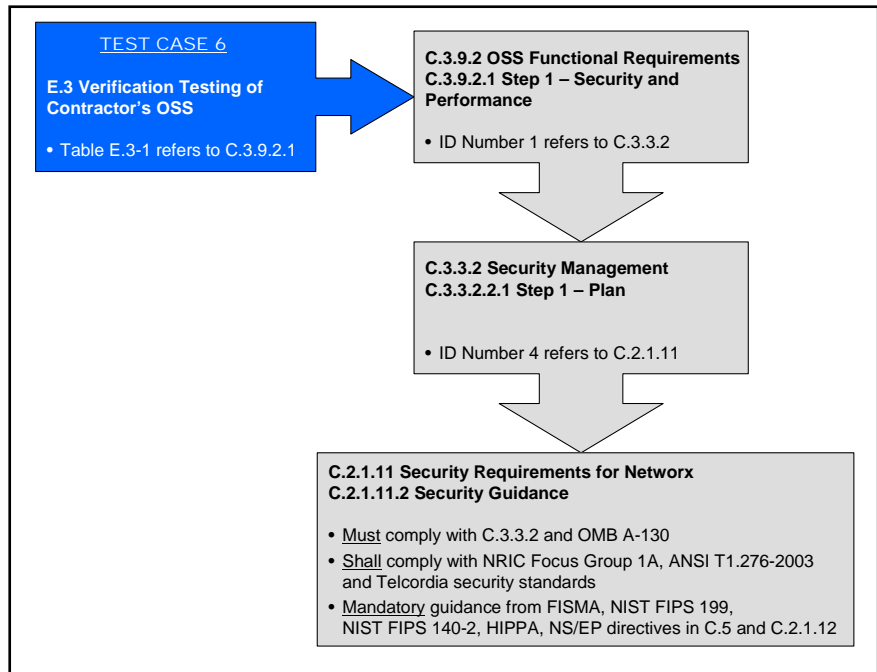 TEST CASE 6
E.3 Verification Testing of
Contractor's OSS
• Table E.3-1 refers to C.3.9.2.1
C.3.9.2 OSS Functional Requirements
C.3.9.2.1 Step 1 – Security and
Performance
• ID Number 1 refers to C.3.3.2
C.3.3.2 Security Management
C.3.3.2.2.1 Step 1 – Plan
• ID Number 4 refers to C.2.1.11
C.2.1.11 Security Requirements for Networx
C.2.1.11.2 Security Guidance
• Must comply with C.3.3.2 and OMB A-130
• Shall comply with NRIC Focus Group 1A, ANSI T1.276-2003
and Telcordia security standards
• Mandatory guidance from FISMA, NIST FIPS 199,
NIST FIPS 140-2, HIPPA, NS/EP directives in C.5 and C.2.1.12